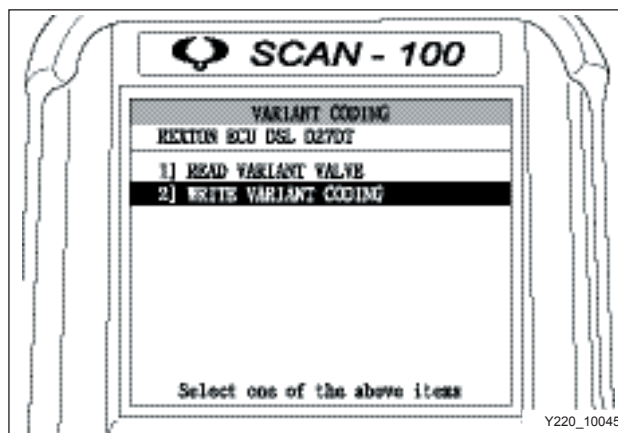 SCAN - 100
VARIANT CODING
REXTON ECU DSL D27DT
1] READ VARIANT VALVE
2] WRITE VARIANT CODING
Select one of the above items
Y220_10045